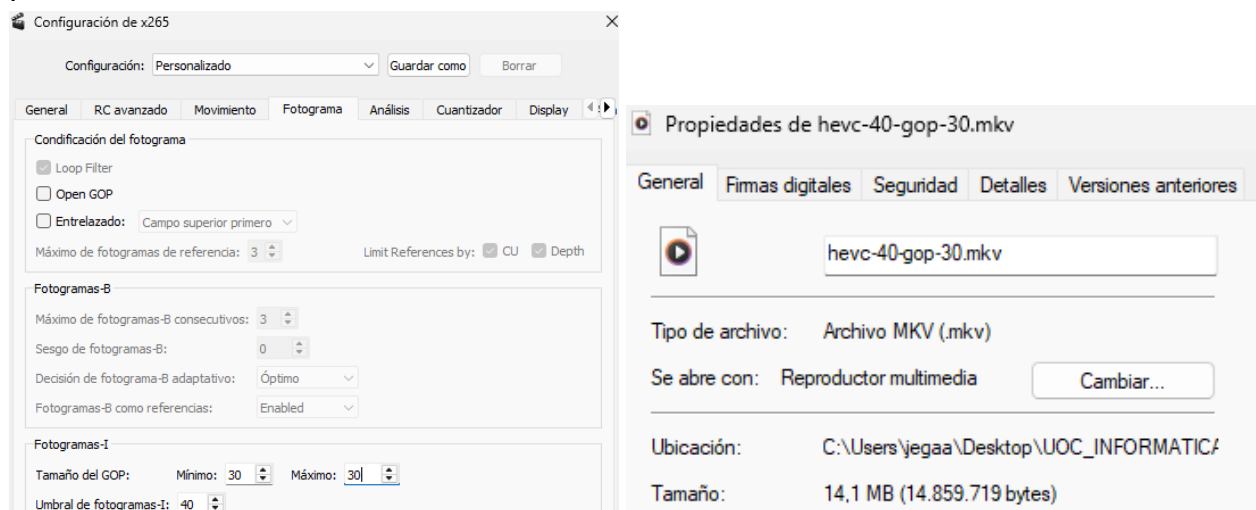 Configuración de x265
Configuración: Personalizado Guardar como Borrar
General RC avanzado Movimiento Fotograma Análisis Cuantizador Display
Condificación del fotograma
Loop Filter
Open GOP
Entrelazado: Campo superior primero
Máximo de fotogramas de referencia: 3 Limit References by: CU Depth
Fotogramas-B
Máximo de fotogramas-B consecutivos: 3
Sesgo de fotogramas-B: 0
Decisión de fotograma-B adaptativo: Óptimo
Fotogramas-B como referencias: Enabled
Fotogramas-I
Tamaño del GOP: Mínimo: 30 Máximo: 30
Umbral de fotogramas-I: 40
Propiedades de hevc-40-gop-30.mkv
General Firmas digitales Seguridad Detalles Versiones anteriores
hevc-40-gop-30.mkv
Tipo de archivo: Archivo MKV (.mkv)
Se abre con: Reproductor multimedia Cambiar...
Ubicación: C:\Users\jegaa\Desktop\UOC_INFORMATICA
Tamaño: 14,1 MB (14.859.719 bytes)